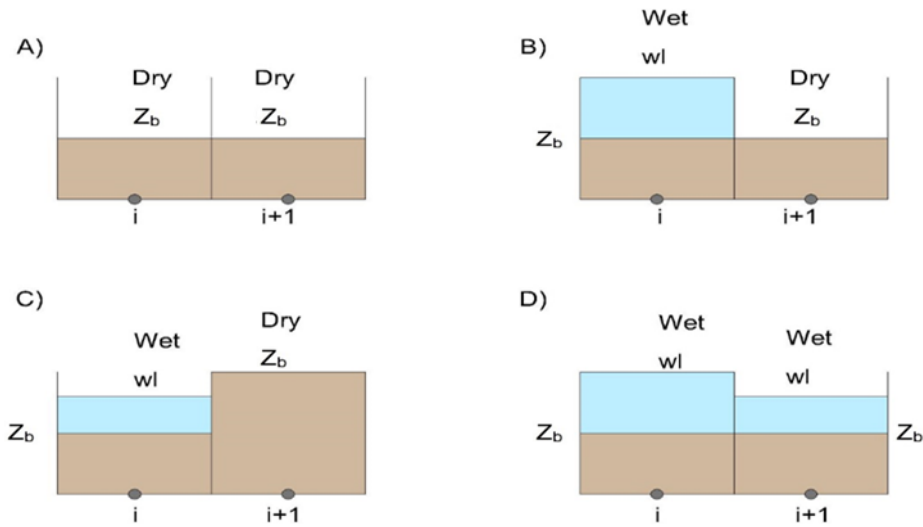 A)
Dry Dry
Zb Zb
i i+1
B)
Wet
wl
Dry
Zb Zb
i i+1
C)
Dry
Wet Zb
wl
Zb
i i+1
D)
Wet
Wet
wl
wl
Zb Zb
i i+1